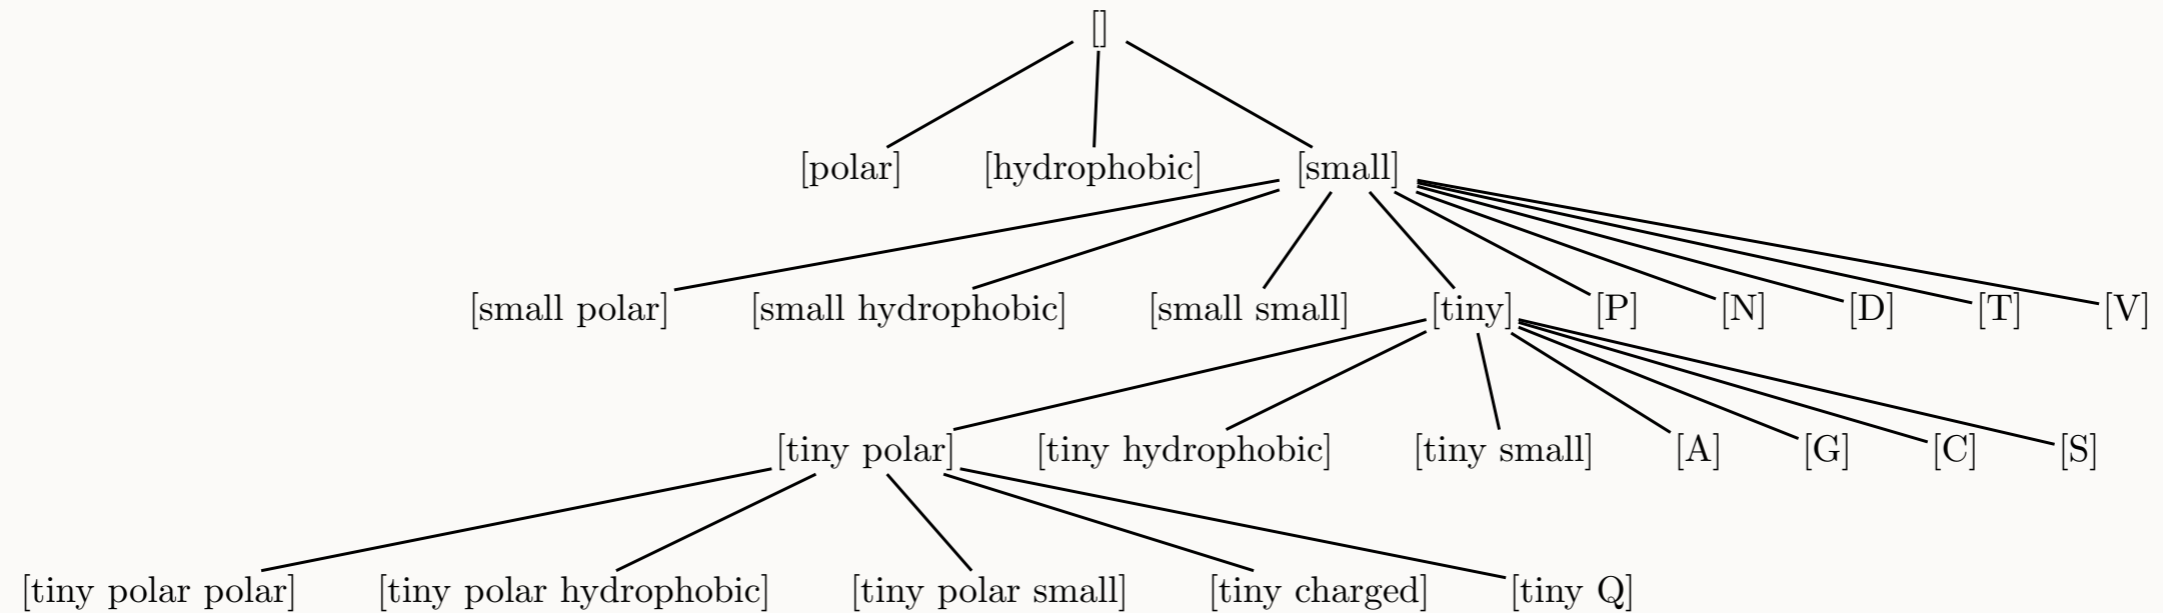 []
[polar] [hydrophobic] [small]
[small polar] [small hydrophobic] [small small] [tiny] [P] [N] [D] [T] [V]
[tiny polar] [tiny hydrophobic] [tiny small] [A] [G] [C] [S]
[tiny polar polar] [tiny polar hydrophobic] [tiny polar small] [tiny charged] [tiny Q]